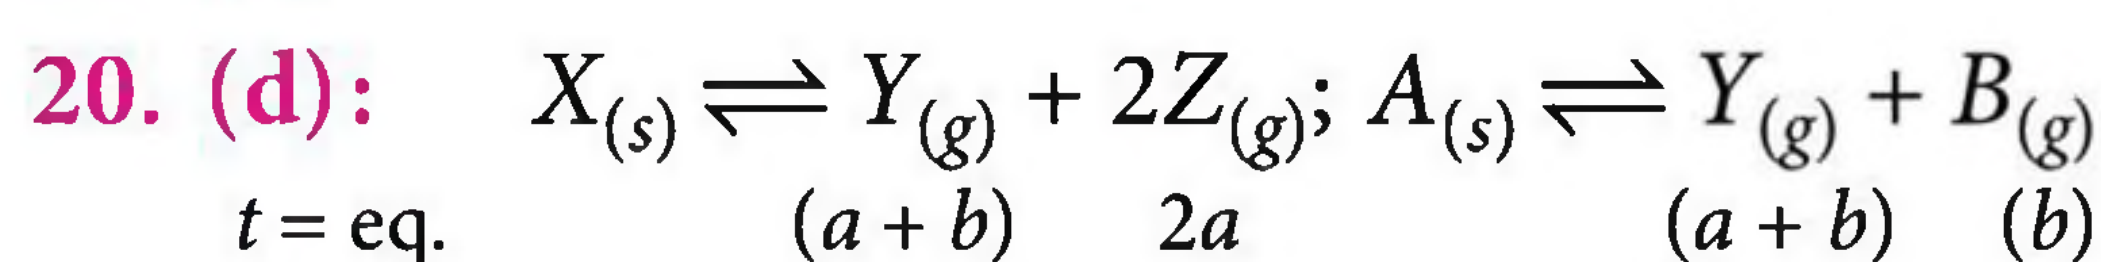 20. (d): X(s) ⇌ Y(g) + 2Z(g); A(s) ⇌ Y(g) + B(g)
t = eq. (a + b) 2a (a + b) (b)